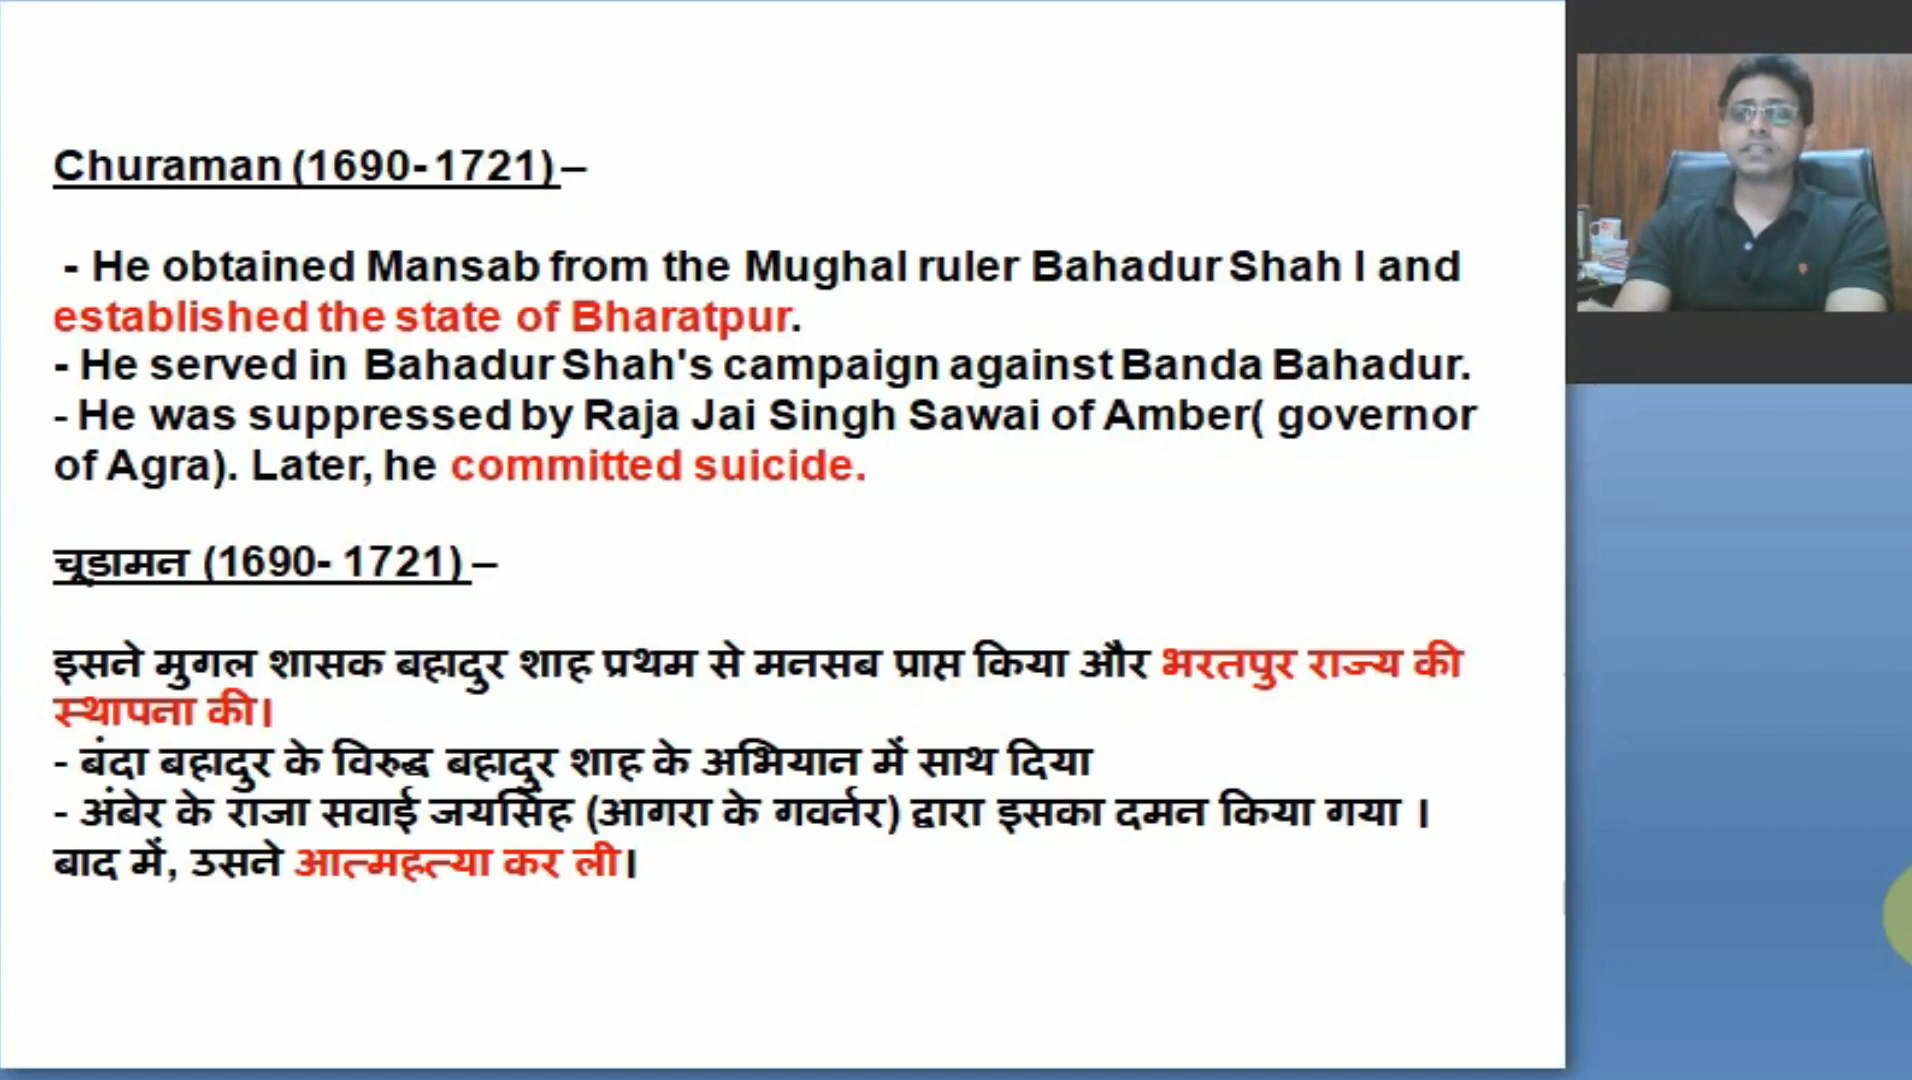 Churaman (1690-1721)–
- He obtained Mansab from the Mughal ruler Bahadur Shah I and
established the state of Bharatpur.
- He served in Bahadur Shah's campaign against Banda Bahadur.
- He was suppressed by Raja Jai Singh Sawai of Amber( governor
of Agra). Later, he committed suicide.
चूडामन (1690- 1721)–
इसने मुगल शासक बहादुर शाह प्रथम से मनसब प्राप्त किया और भरतपुर राज्य की
स्थापना की।
- बंदा बहादुर के विरुद्ध बहादुर शाह के अभियान में साथ दिया
- अंबेर के राजा सवाई जयसिंह (आगरा के गवर्नर) द्वारा इसका दमन किया गया ।
बाद में, उसने आत्महत्या कर ली।